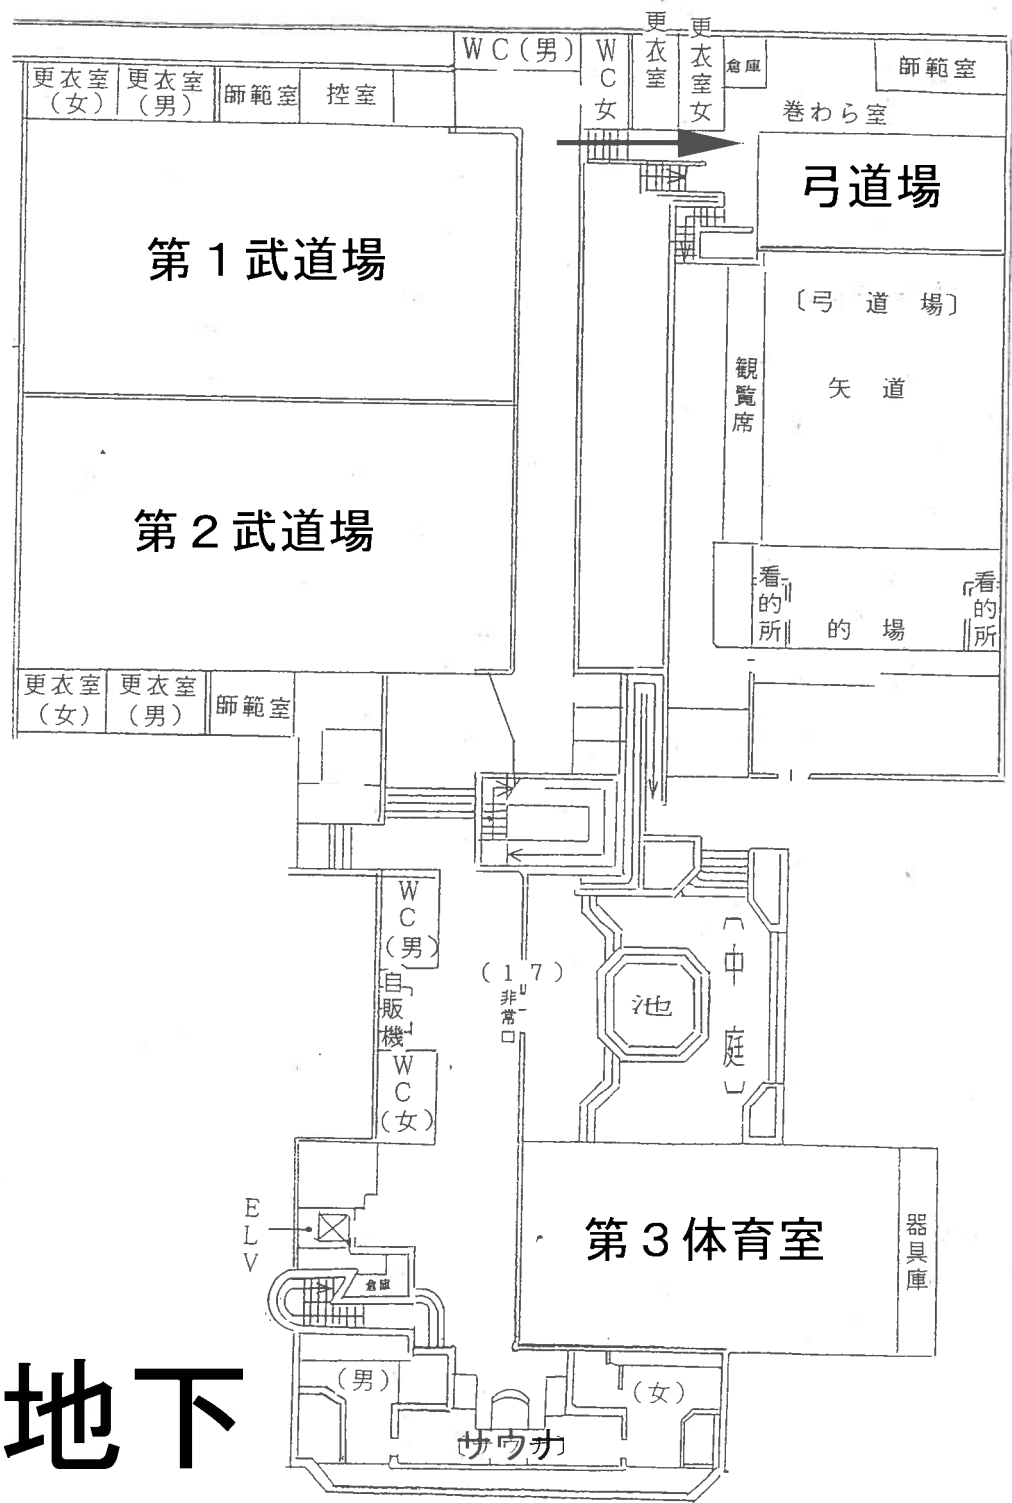 WC(男)
WC女
更衣室
更衣室女
倉庫
師範室
更衣室(女)
更衣室(男)
師範室
控室
巻わら室
弓道場
第1武道場
〔弓道場〕
観覧席
矢道
第2武道場
看的所
的場
看的所
更衣室(女)
更衣室(男)
師範室
WC(男)
(17)
非常口
自販機
池
〔中庭〕
WC(女)
ELV
第3体育室
器具庫
倉庫
(男)
(女)
サウナ
地下